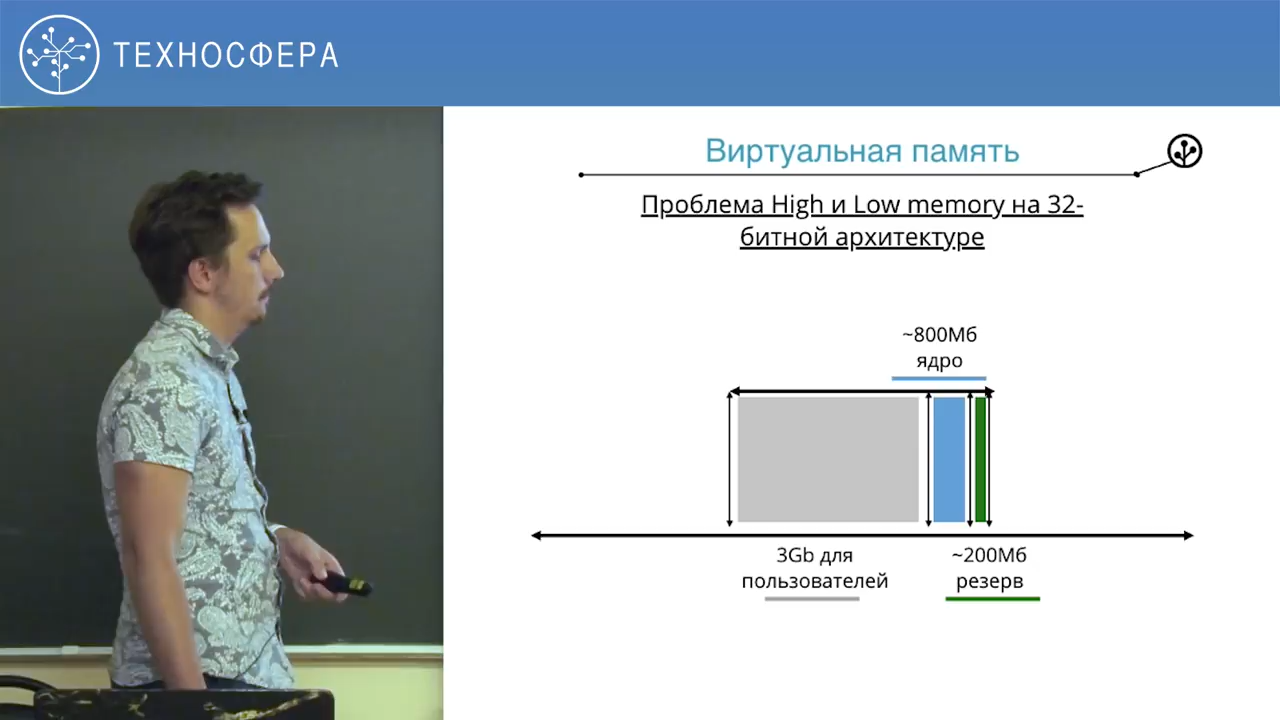 ТЕХНОСФЕРА
Виртуальная память
Проблема High и Low memory на 32-
битной архитектуре
~800Мб
ядро
3Gb для
пользователей
~200Мб
резерв